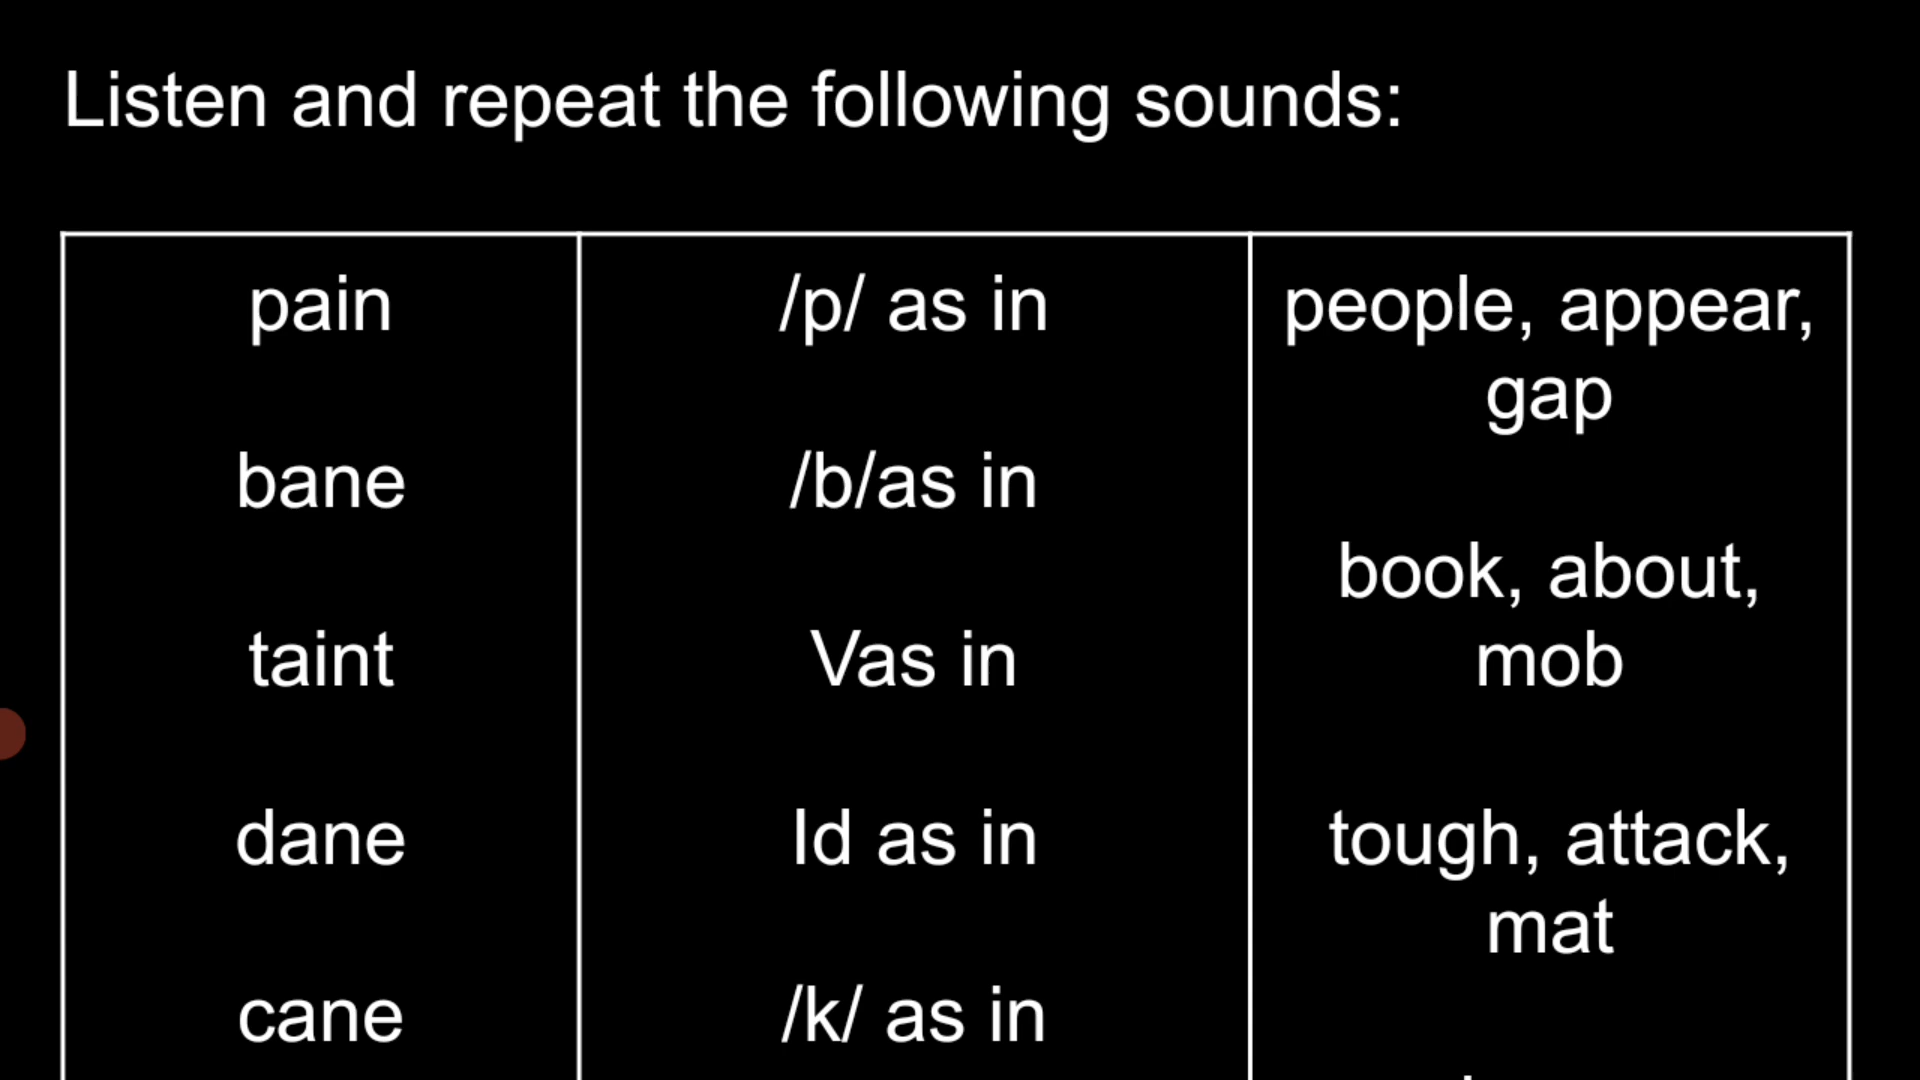 Listen and repeat the following sounds:
pain
/p/ as in
people, appear,
gap
bane
/b/as in
book, about,
mob
taint
Vas in
dane
Id as in
tough, attack,
mat
cane
/k/ as in